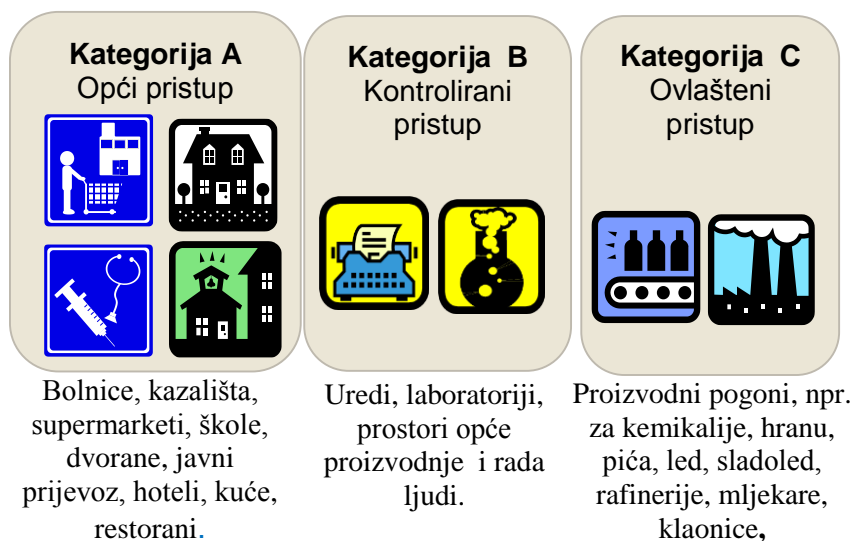 Kategorija A
Opći pristup
Bolnice, kazališta,
supermarketi, škole,
dvorane, javni
prijevoz, hoteli, kuće,
restorani.
Kategorija B
Kontrolirani
pristup
Uredi, laboratoriji,
prostori opće
proizvodnje i rada
ljudi.
Kategorija C
Ovlašteni
pristup
Proizvodni pogoni, npr.
za kemikalije, hranu,
pića, led, sladoled,
rafinerije, mljekare,
klaonice,